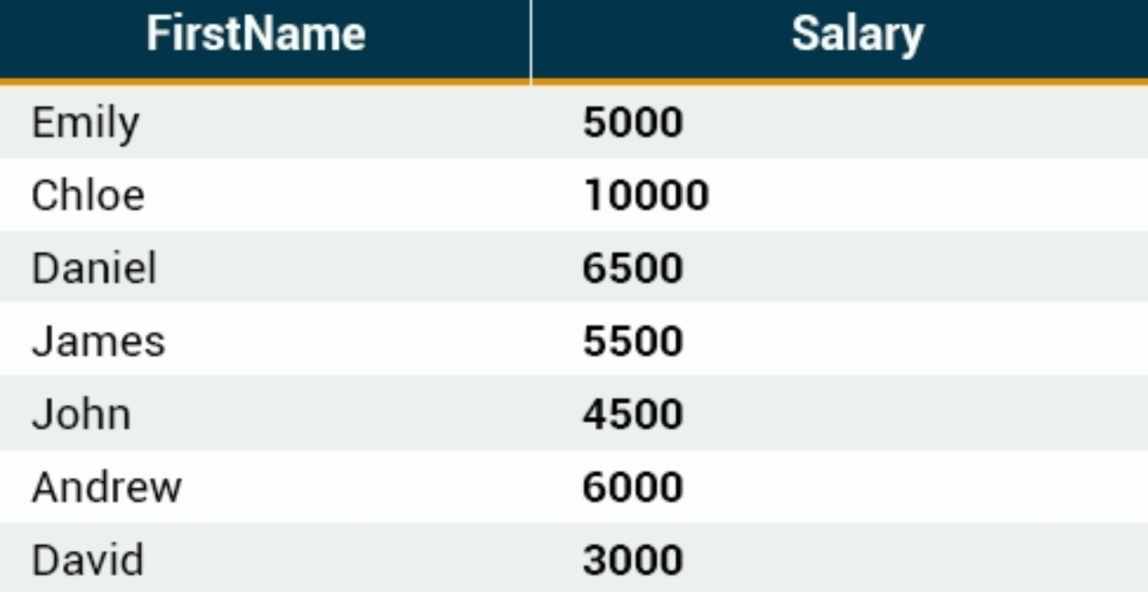 FirstName Salary
Emily 5000
Chloe 10000
Daniel 6500
James 5500
John 4500
Andrew 6000
David 3000